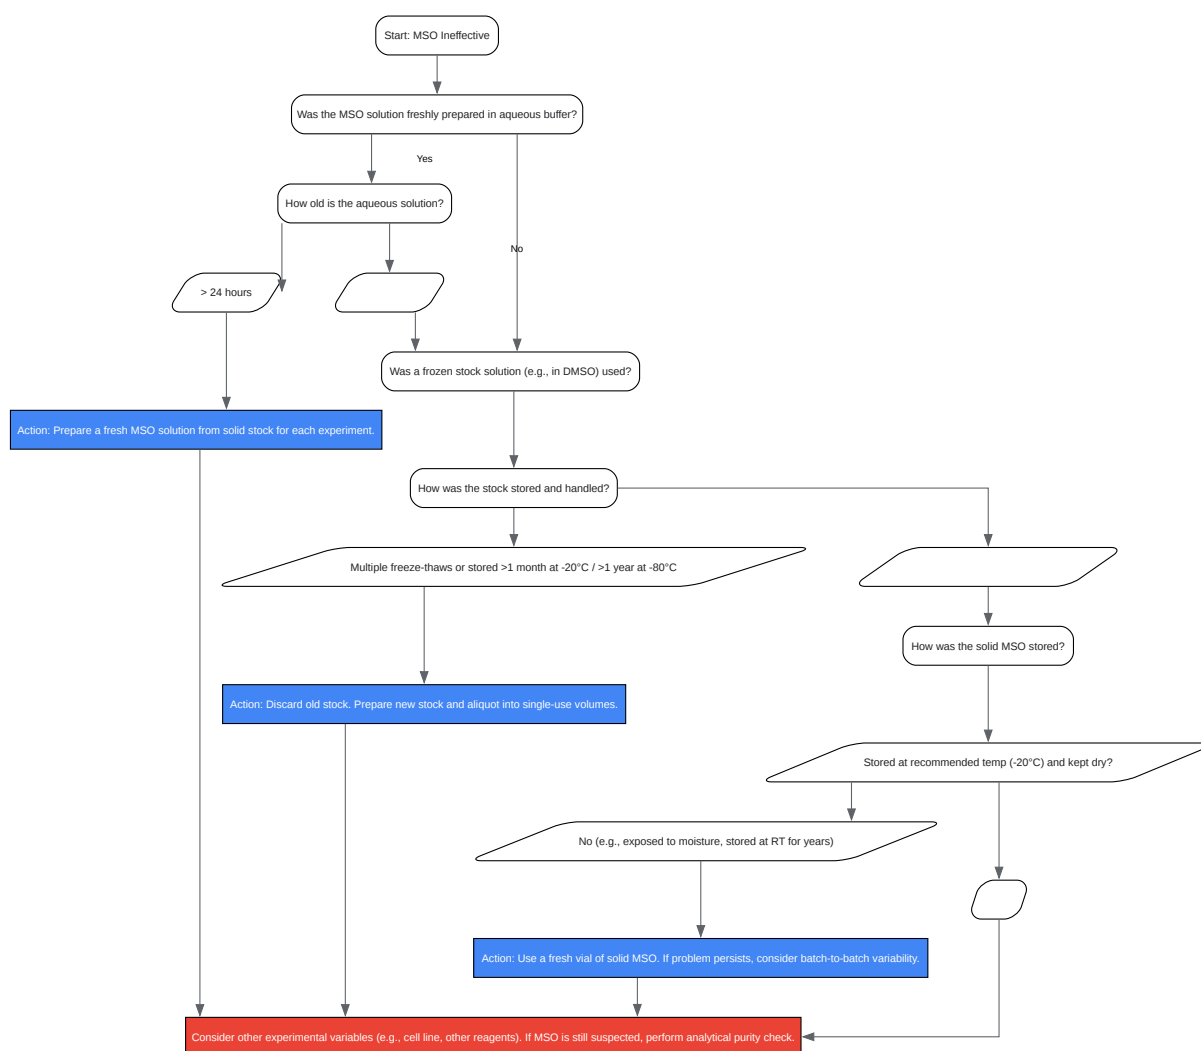 Start: MSO Ineffective
Was the MSO solution freshly prepared in aqueous buffer?
Yes
How old is the aqueous solution?
No
> 24 hours
Was a frozen stock solution (e.g., in DMSO) used?
Action: Prepare a fresh MSO solution from solid stock for each experiment.
How was the stock stored and handled?
Multiple freeze-thaws or stored >1 month at -20°C / >1 year at -80°C
How was the solid MSO stored?
Action: Discard old stock. Prepare new stock and aliquot into single-use volumes.
Stored at recommended temp (-20°C) and kept dry?
No (e.g., exposed to moisture, stored at RT for years)
Action: Use a fresh vial of solid MSO. If problem persists, consider batch-to-batch variability.
Consider other experimental variables (e.g., cell line, other reagents). If MSO is still suspected, perform analytical purity check.